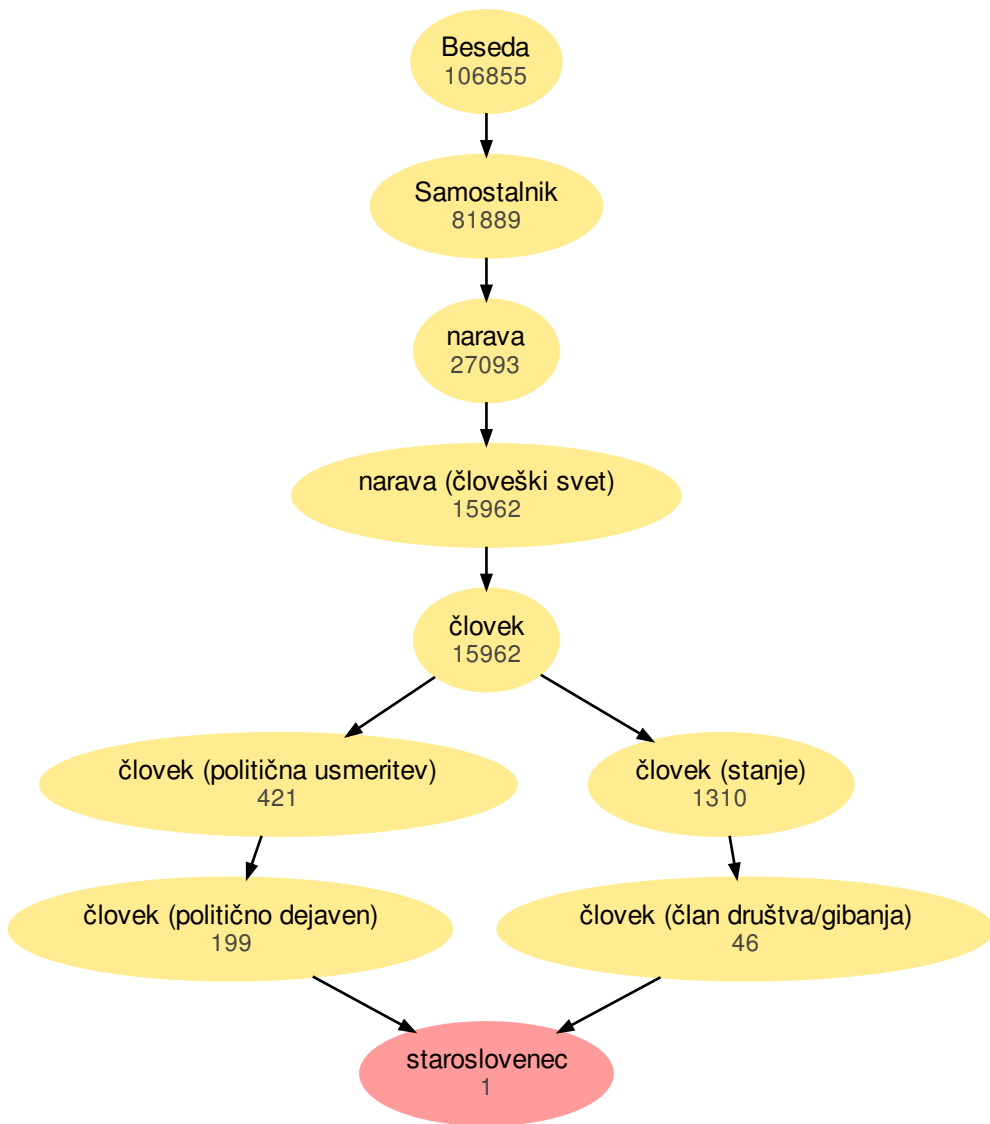 Beseda
106855
Samostalnik
81889
narava
27093
narava (človeški svet)
15962
človek
15962
človek (politična usmeritev)
421
človek (stanje)
1310
človek (politično dejaven)
199
človek (član društva/gibanja)
46
staroslovenec
1